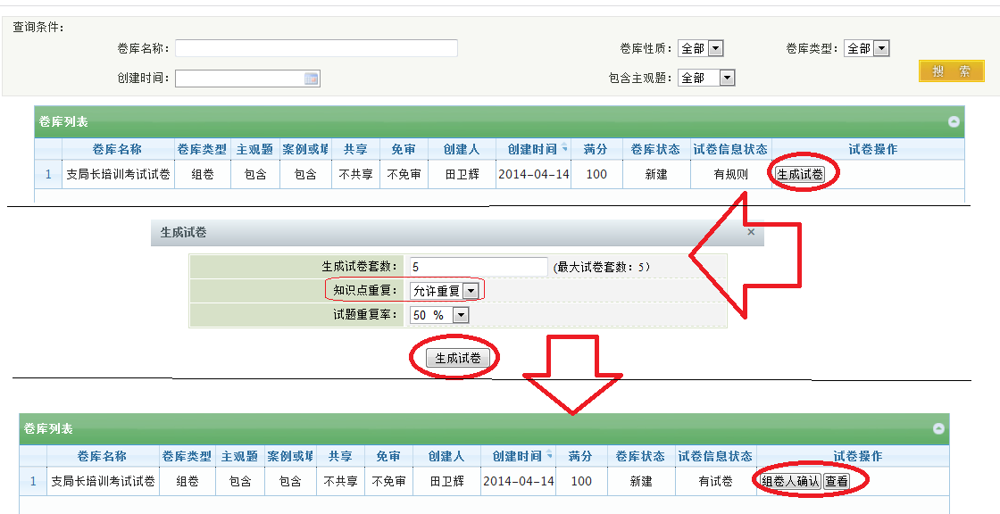 查询条件：
卷库名称： 卷库性质： 全部 卷库类型： 全部
创建时间： 包含主观题： 全部 搜 索
卷库列表
卷库名称 卷库类型 主观题 案例或填 共享 免审 创建人 创建时间 满分 卷库状态 试卷信息状态 试卷操作
1 支局长培训考试试卷 组卷 包含 包含 不共享 不免审 田卫辉 2014-04-14 100 新建 有规则 生成试卷
生成试卷 ×
生成试卷套数： 5 (最大试卷套数：5)
知识点重复： 允许重复
试题重复率： 50 %
生成试卷
卷库列表
卷库名称 卷库类型 主观题 案例或填 共享 免审 创建人 创建时间 满分 卷库状态 试卷信息状态 试卷操作
1 支局长培训考试试卷 组卷 包含 包含 不共享 不免审 田卫辉 2014-04-14 100 新建 有试卷 组卷人确认 查看